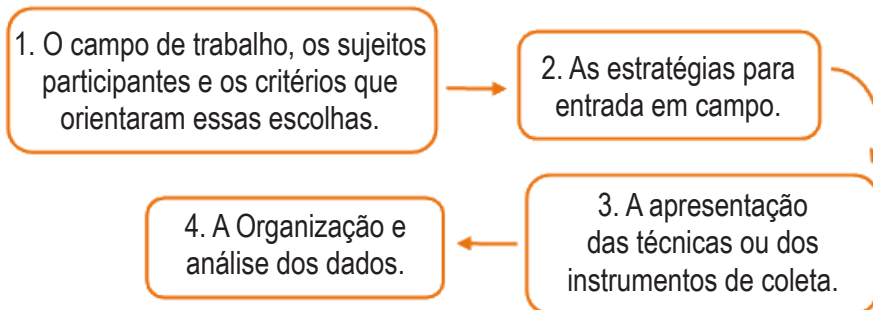 1. O campo de trabalho, os sujeitos
participantes e os critérios que
orientaram essas escolhas.
2. As estratégias para
entrada em campo.
3. A apresentação
das técnicas ou dos
instrumentos de coleta.
4. A Organização e
análise dos dados.